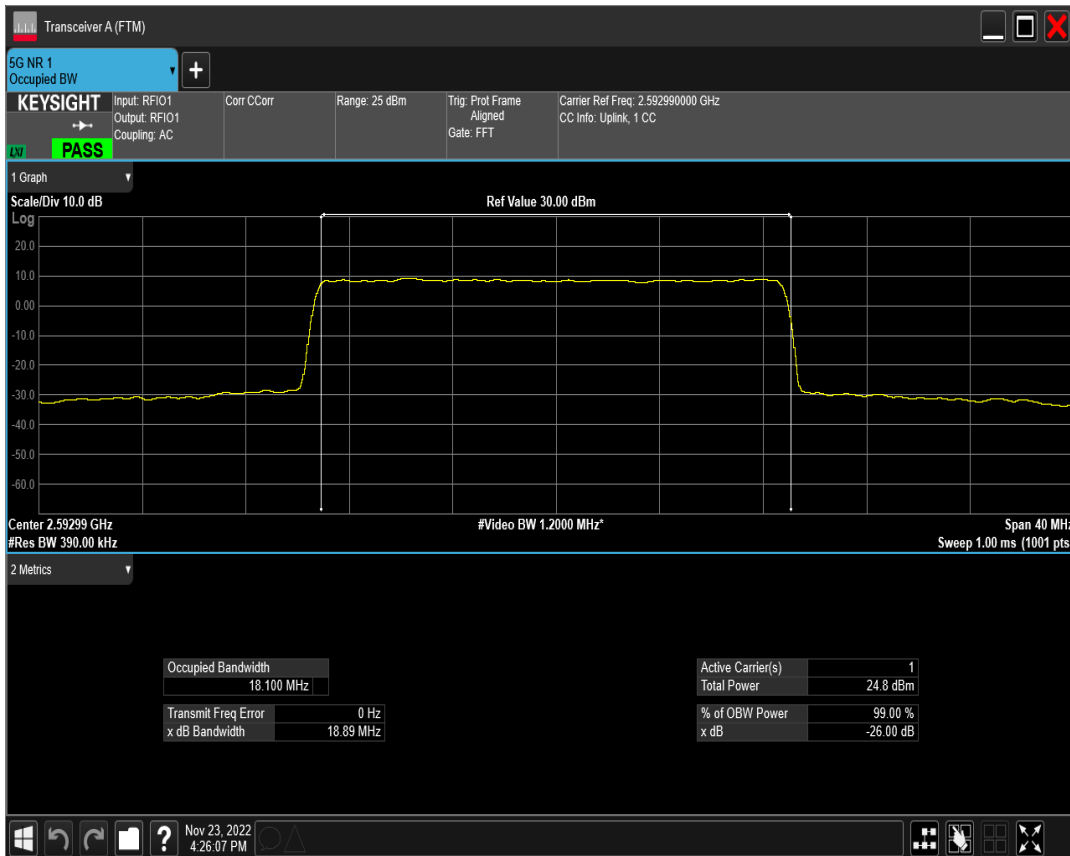 Transceiver A (FTM)
5G NR 1
Occupied BW
+
KEYSIGHT
LXI
PASS
Input: RFIO1
Output: RFIO1
Coupling: AC
Corr CCorr
Range: 25 dBm
Trig: Prot Frame
Aligned
Gate: FFT
Carrier Ref Freq: 2.592990000 GHz
CC Info: Uplink, 1 CC
1 Graph
Scale/Div 10.0 dB
Ref Value 30.00 dBm
Log
20.0
10.0
0.00
-10.0
-20.0
-30.0
-40.0
-50.0
-60.0
Center 2.59299 GHz
#Video BW 1.2000 MHz*
Span 40 MHz
#Res BW 390.00 kHz
Sweep 1.00 ms (1001 pts
2 Metrics
Occupied Bandwidth
18.100 MHz
Transmit Freq Error 0 Hz
x dB Bandwidth 18.89 MHz
Active Carrier(s) 1
Total Power 24.8 dBm
% of OBW Power 99.00 %
x dB -26.00 dB
?
Nov 23, 2022
4:26:07 PM